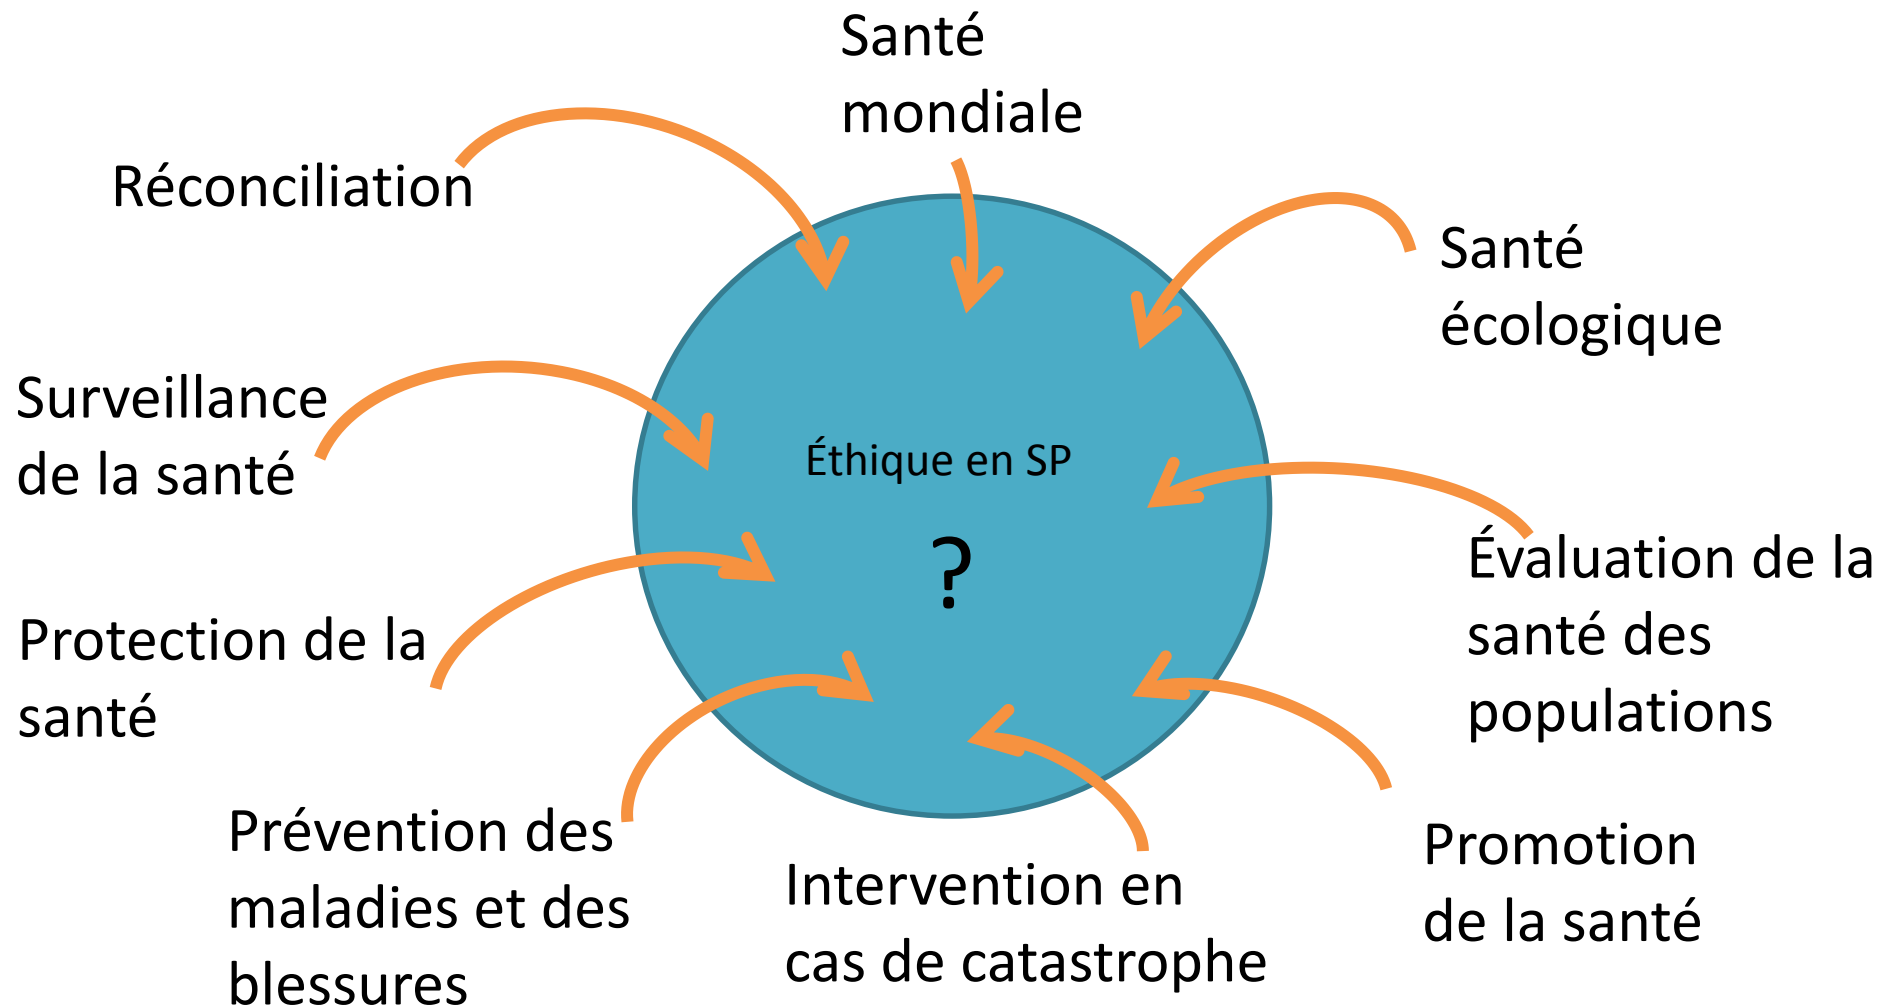 Santé
mondiale
Réconciliation
Santé
écologique
Surveillance
de la santé
Éthique en SP
?
Évaluation de la
santé des
populations
Protection de la
santé
Prévention des
maladies et des
blessures
Intervention en
cas de catastrophe
Promotion
de la santé